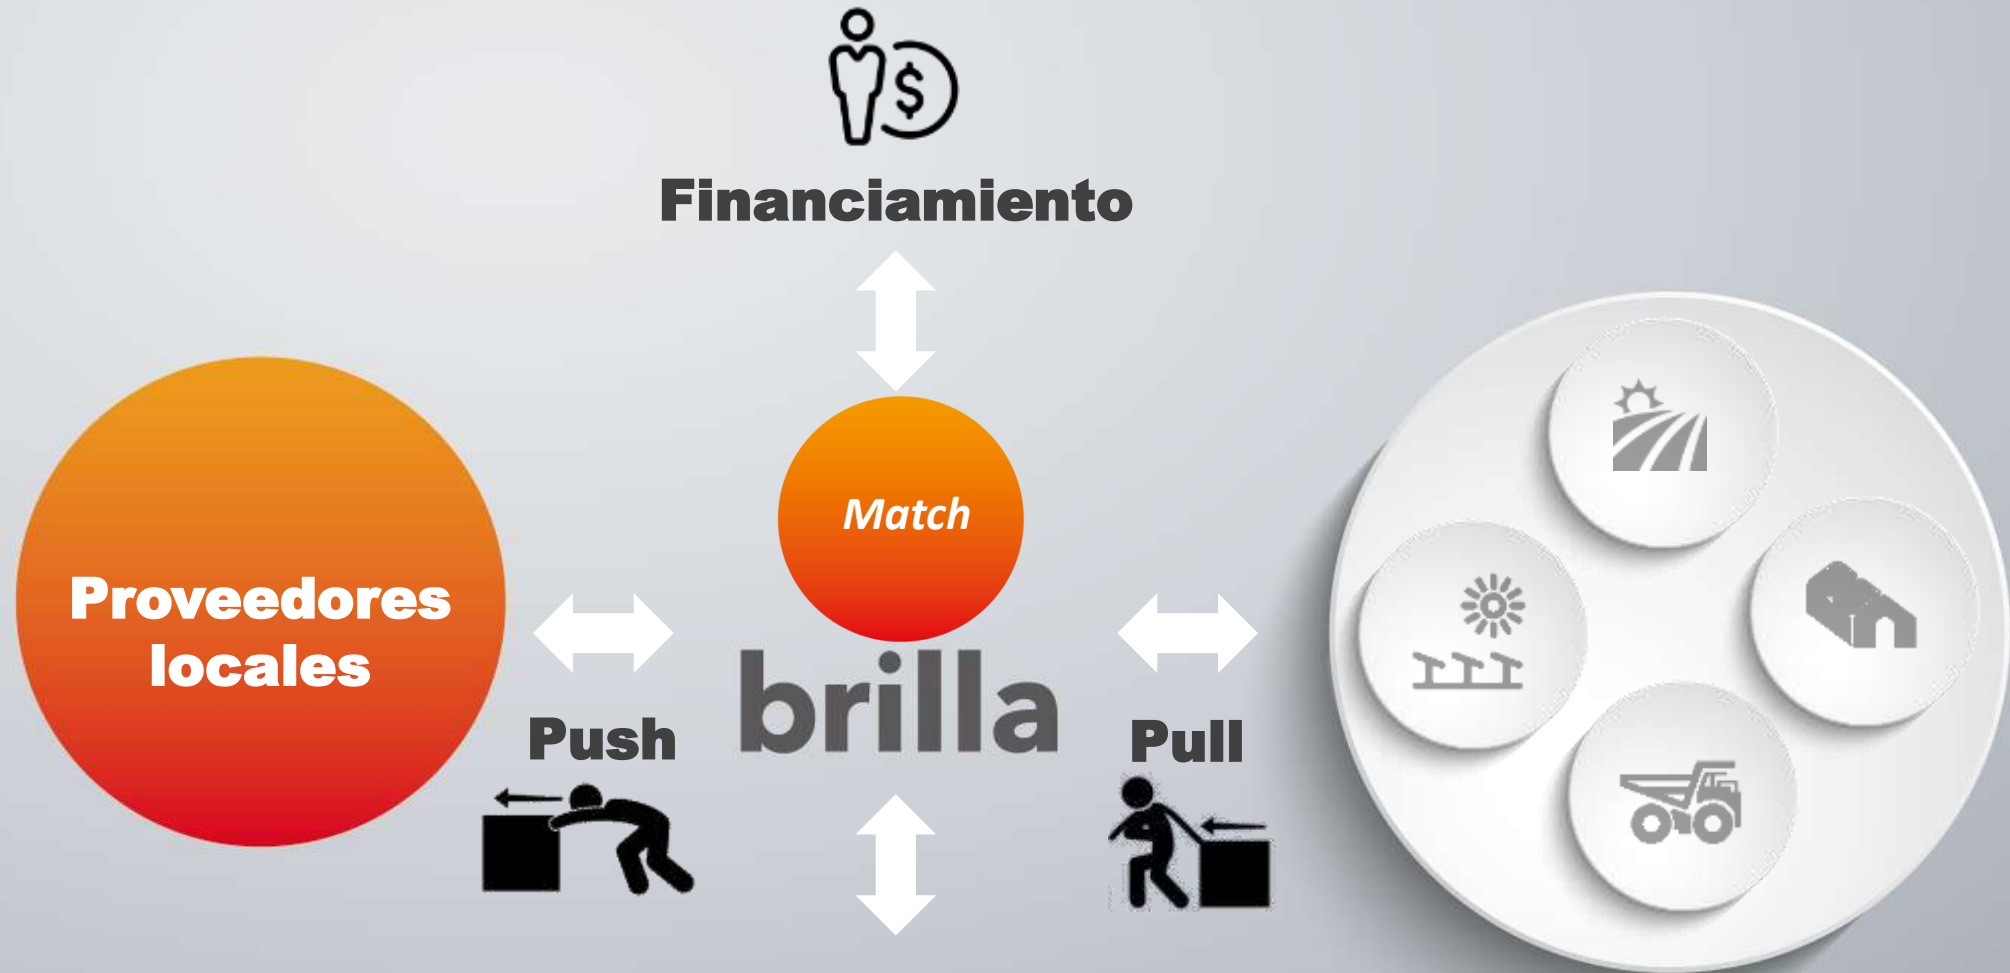 Financiamiento
Match
Proveedores
locales
brilla
Push
Pull